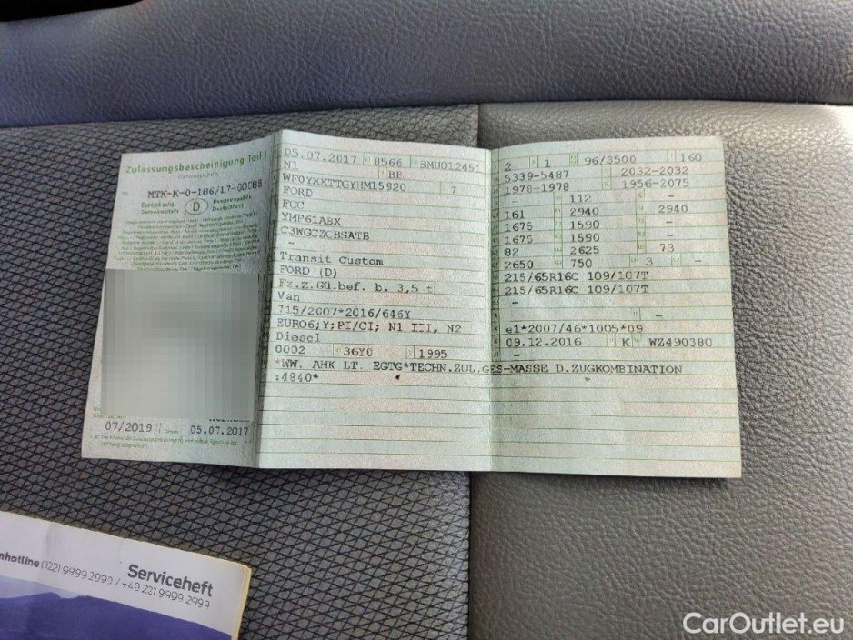 Zulassungsbescheinigung Teil I
MTK-K-0-186/17-00088
Europäische
D
07/2019
05.07.2017
05.07.2017 8566 BMU012451
N1 BB
7
FORD
FCC
YMF61ABX
-
Transit Custom
FORD (D)
Fz.z.Gü.bef. b. 3,5 t
Van
715/2007*2016/646Y
EURO6;Y;PI/CI; N1 III, N2
Diesel
0002 36Y0 1995
*WW. AHK LT. EGTG*TECHN.ZUL.GES-MASSE D.ZUGKOMBINATION
:4840*
2 1 96/3500 160
5339-5487 2032-2032
1978-1978 1956-2075
- 112 -
161 2940 2940
1675 1590 -
1675 1590 -
82 2625 73
2650 750 3 -
215/65R16C 109/107T
215/65R16C 109/107T
-
-
e1*2007/46*1005*09
09.12.2016 K WZ490380
-
Serviceheft
CarOutlet.eu